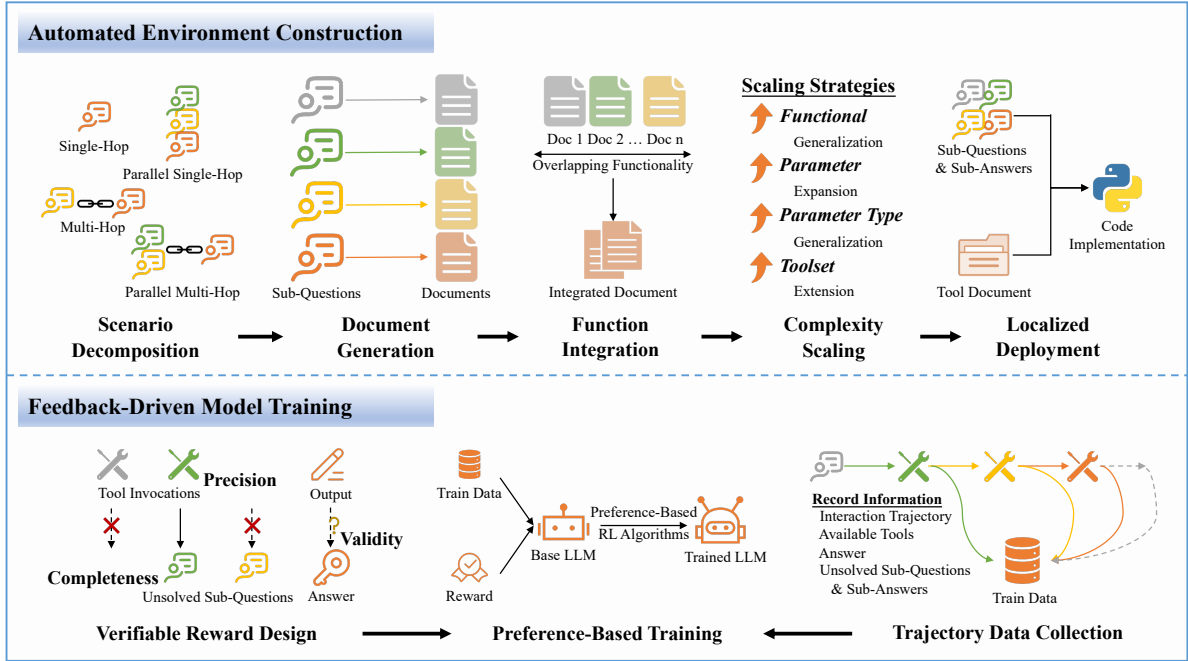 Automated Environment Construction
Single-Hop
Parallel Single-Hop
Multi-Hop
Parallel Multi-Hop
Scenario
Decomposition
Sub-Questions
Documents
Document
Generation
Doc 1 Doc 2 … Doc n
Overlapping Functionality
Integrated Document
Function
Integration
Scaling Strategies
Functional
Generalization
Parameter
Expansion
Parameter Type
Generalization
Toolset
Extension
Complexity
Scaling
Sub-Questions
& Sub-Answers
Tool Document
Code
Implementation
Localized
Deployment
Feedback-Driven Model Training
Tool Invocations
Precision
Output
?
Validity
Completeness
Unsolved Sub-Questions
Answer
Verifiable Reward Design
Train Data
Reward
Base LLM
Preference-Based
RL Algorithms
Trained LLM
Preference-Based Training
Record Information
Interaction Trajectory
Available Tools
Answer
Unsolved Sub-Questions
& Sub-Answers
Train Data
Trajectory Data Collection